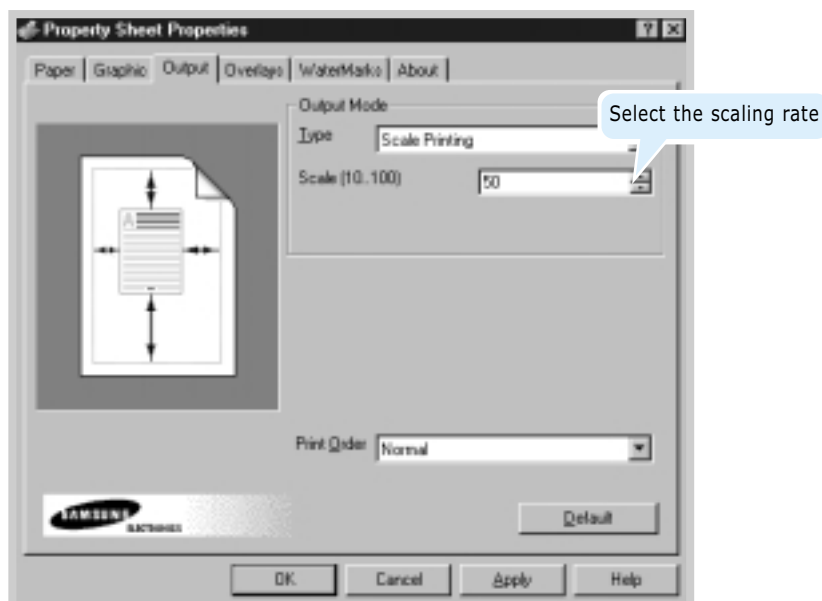 Property Sheet Properties
Paper Graphic Output Overlays WaterMarks About
Output Mode
Type Scale Printing
Select the scaling rate
Scale (10..100) 50
A
Print Order Normal
SAMSUNG
ELECTRONICS
Default
OK Cancel Apply Help